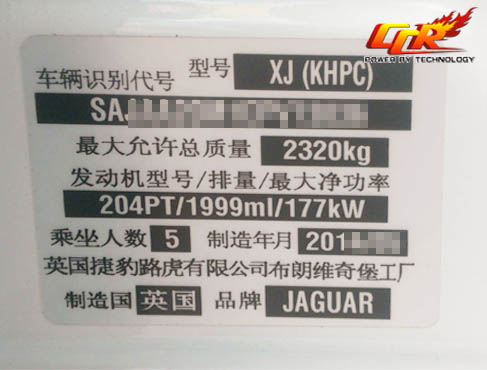 CCR
POWER BY TECHNOLOGY
型号 XJ (KHPC)
车辆识别代号
SAJ
最大允许总质量 2320kg
发动机型号/排量/最大净功率
204PT/1999ml/177kW
乘坐人数 5 制造年月 201
英国捷豹路虎有限公司布朗维奇堡工厂
制造国 英国 品牌 JAGUAR